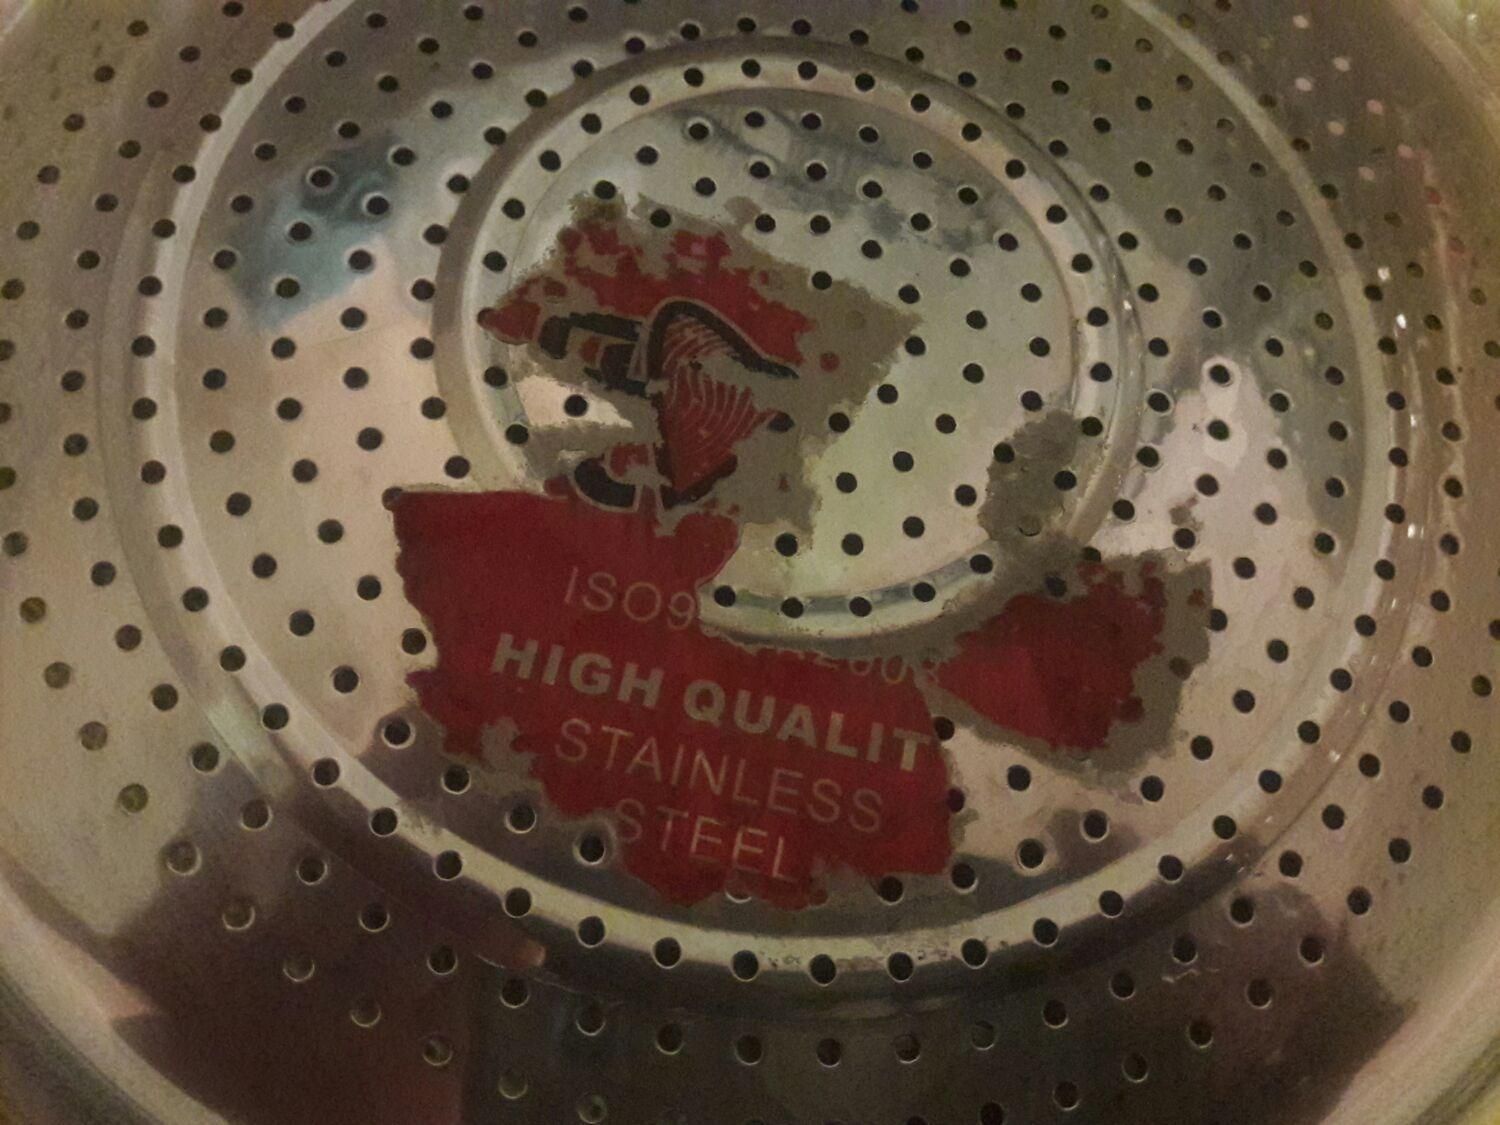 ISO9
HIGH QUALIT
STAINLESS
STEEL